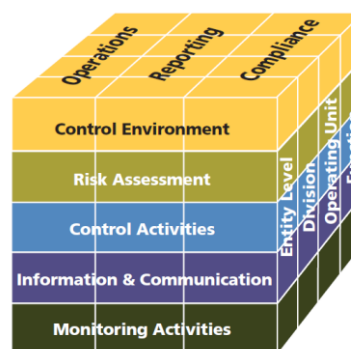 Operations
Reporting
Compliance
Control Environment
Risk Assessment
Control Activities
Information & Communication
Monitoring Activities
Entity Level
Division
Operating Unit